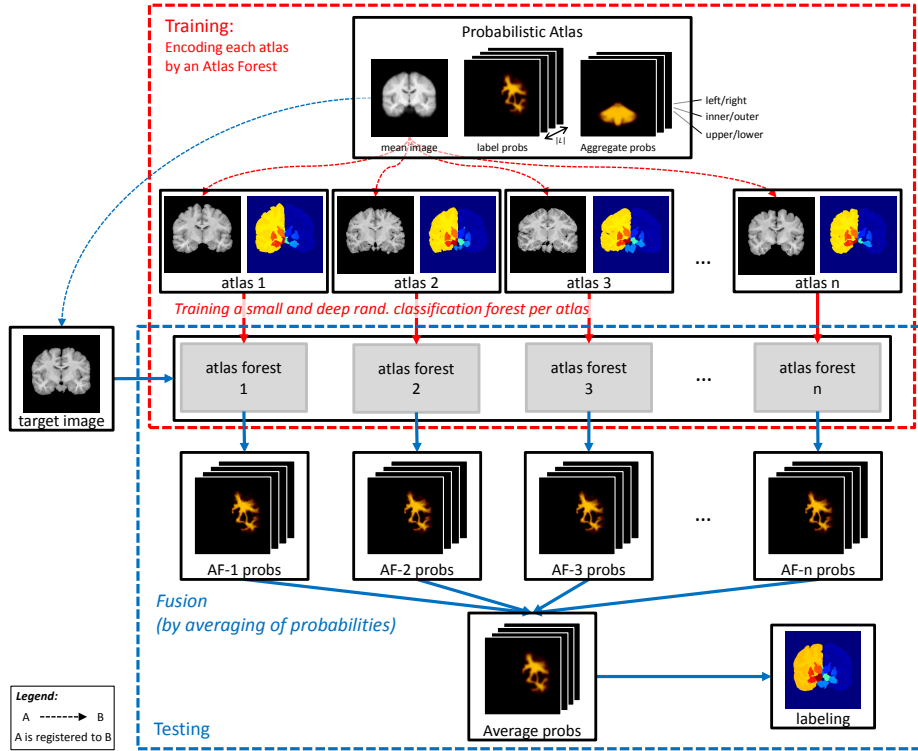 Training:
Encoding each atlas
by an Atlas Forest
Probabilistic Atlas
mean image
label probs
|L|
Aggregate probs
left/right
inner/outer
upper/lower
atlas 1
atlas 2
atlas 3
...
atlas n
Training a small and deep rand. classification forest per atlas
target image
atlas forest
1
atlas forest
2
atlas forest
3
...
atlas forest
n
AF-1 probs
AF-2 probs
AF-3 probs
...
AF-n probs
Fusion
(by averaging of probabilities)
Average probs
labeling
Testing
Legend:
A B
A is registered to B